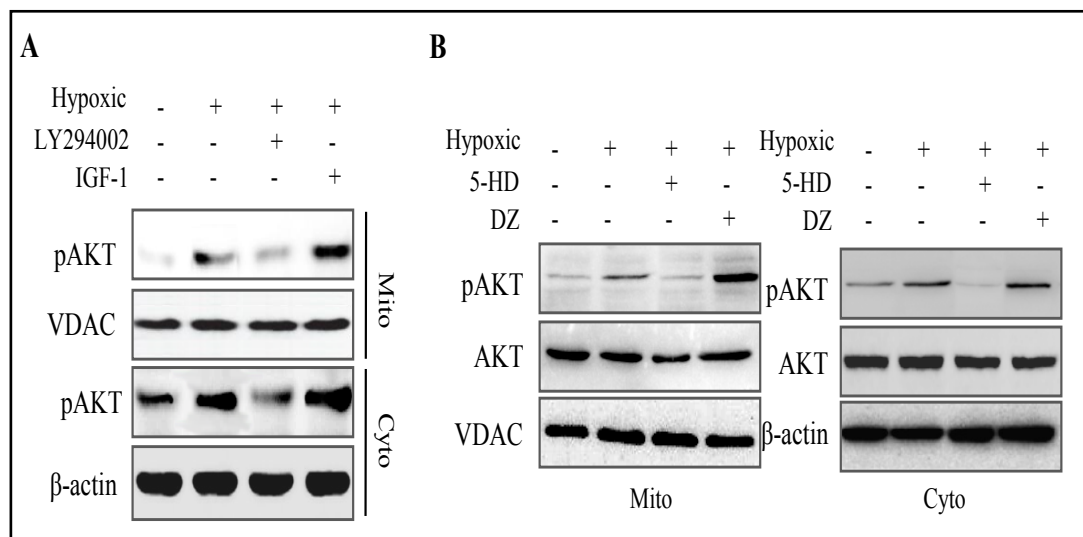 A
Hypoxic - + + +
LY294002 - - + -
IGF-1 - - - +
pAKT
VDAC
Mito
pAKT
β-actin
Cyto
B
Hypoxic - + + +
5-HD - - + -
DZ - - - +
pAKT
AKT
VDAC
Mito
Hypoxic - + + +
5-HD - - + -
DZ - - - +
pAKT
AKT
β-actin
Cyto